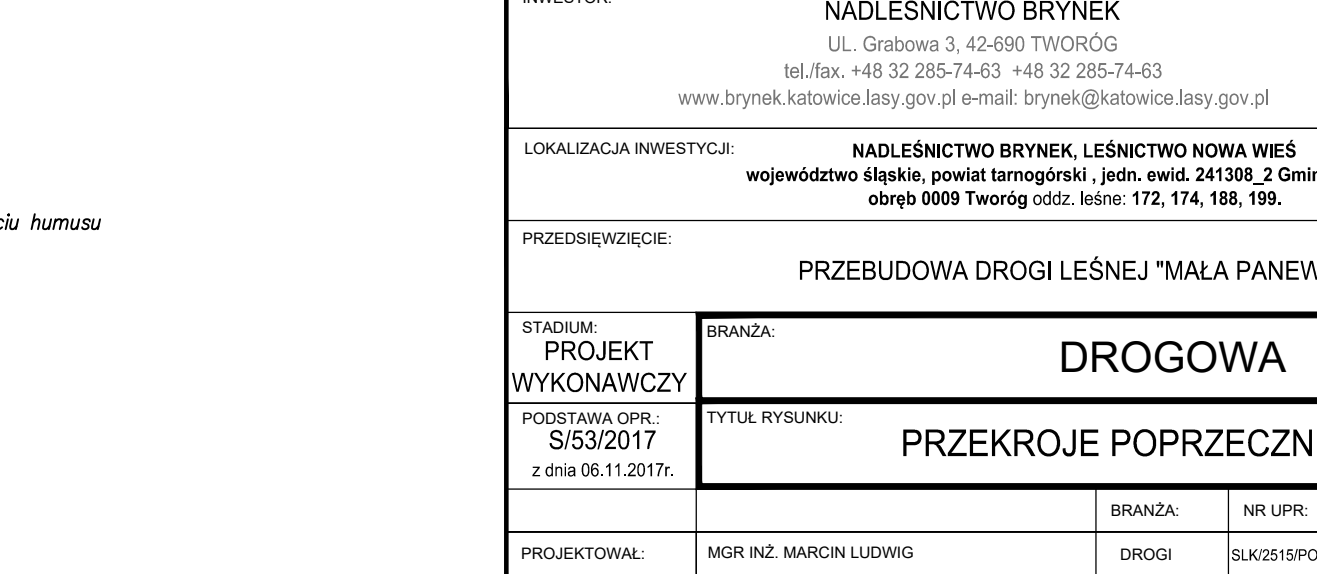 NADLEŚNICTWO BRYNEK
UL. Grabowa 3, 42-690 TWORÓG
tel./fax. +48 32 285-74-63 +48 32 285-74-63
www.brynek.katowice.lasy.gov.pl e-mail: brynek@katowice.lasy.gov.pl
LOKALIZACJA INWESTYCJI:
NADLEŚNICTWO BRYNEK, LEŚNICTWO NOWA WIEŚ
województwo śląskie, powiat tarnogórski , jedn. ewid. 241308_2
obręb 0009 Tworóg oddz. leśne: 172, 174, 188, 199.
humusu
PRZEDSIĘWZIĘCIE:
PRZEBUDOWA DROGI LEŚNEJ "MAŁA
STADIUM:
PROJEKT
WYKONAWCZY
BRANŻA:
DROGOWA
PODSTAWA OPR.:
S/53/2017
z dnia 06.11.2017r.
TYTUŁ RYSUNKU:
PRZEKROJE
BRANŻA: NR UPR:
PROJEKTOWAŁ: MGR INŻ. MARCIN LUDWIG DROGI SLK/2515/PO